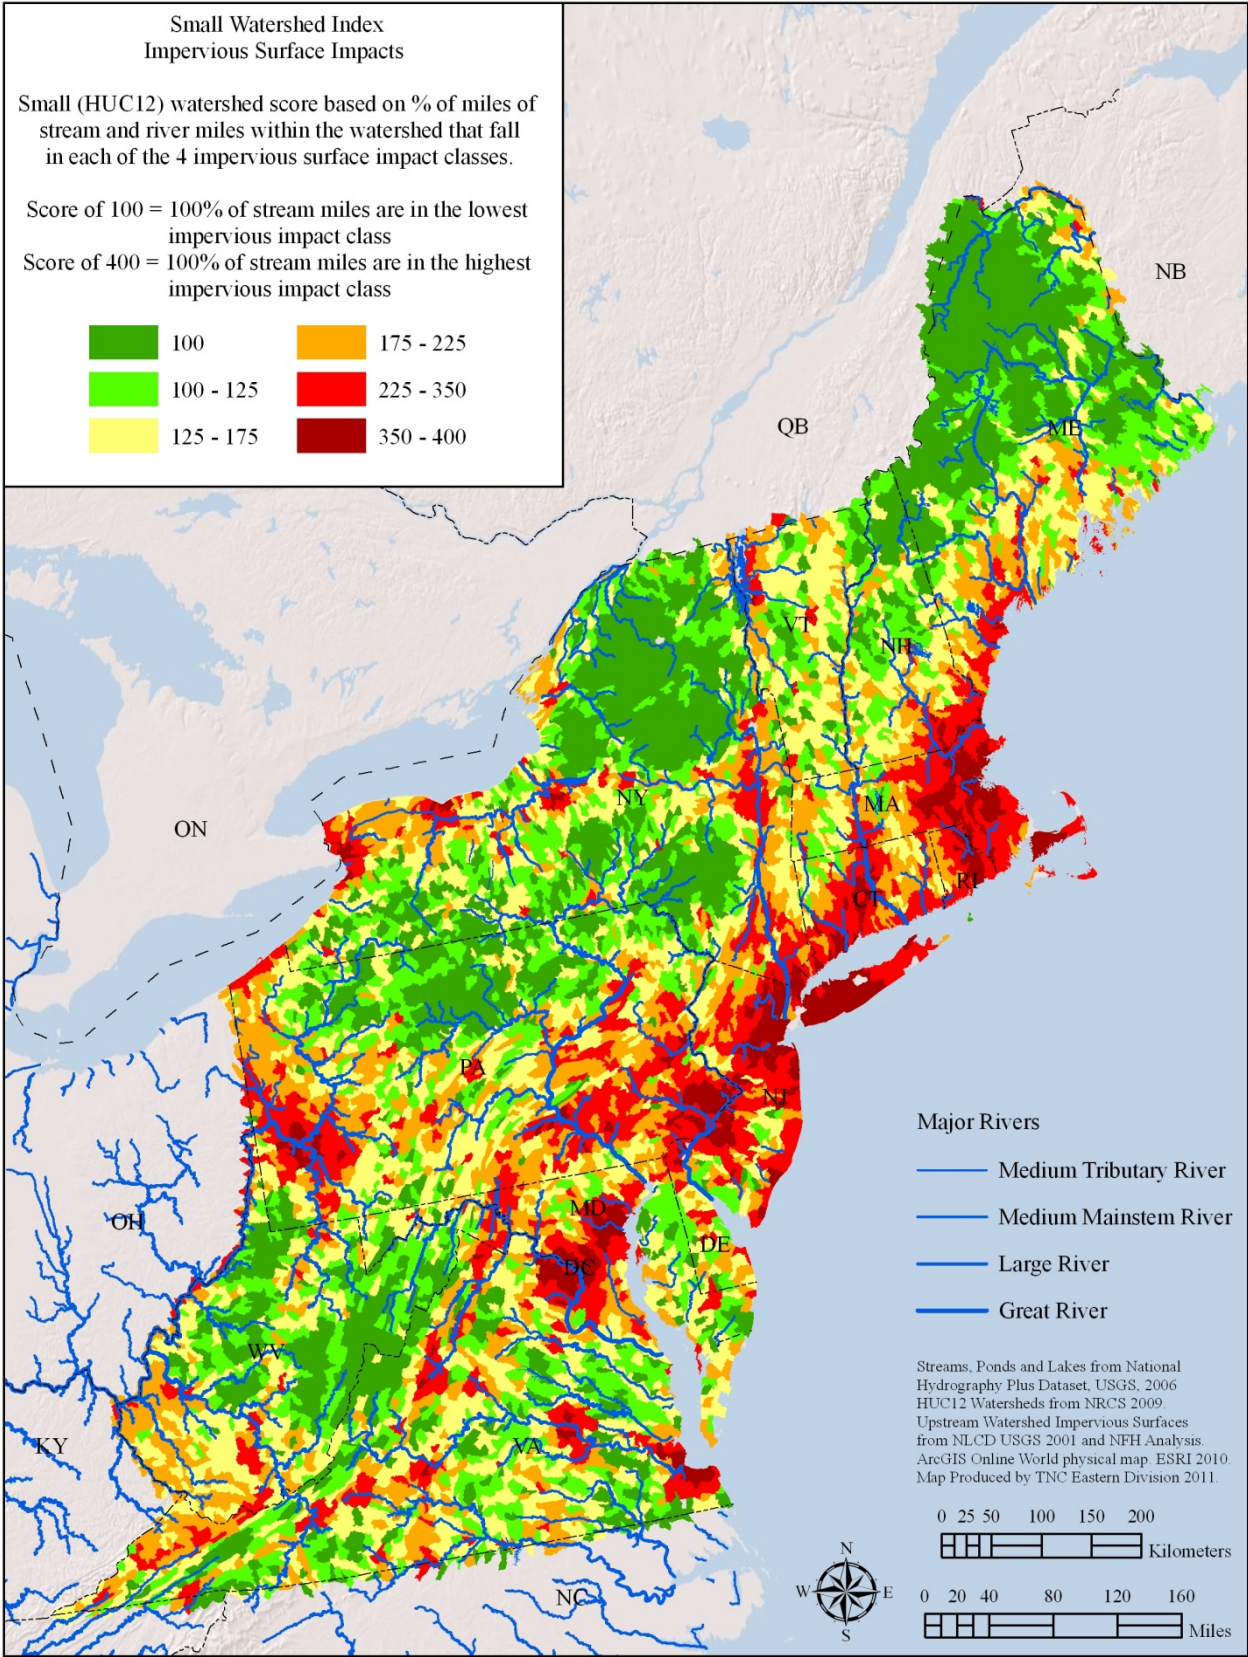 Small Watershed Index
Impervious Surface Impacts
Small (HUC12) watershed score based on % of miles of
stream and river miles within the watershed that fall
in each of the 4 impervious surface impact classes.
Score of 100 = 100% of stream miles are in the lowest
impervious impact class
Score of 400 = 100% of stream miles are in the highest
impervious impact class
100
175 - 225
100 - 125
225 - 350
125 - 175
350 - 400
NB
QB
ME
VT
NH
NY
MA
ON
CT
RI
PA
NJ
OH
MD
DE
DC
WV
KY
VA
NC
Major Rivers
Medium Tributary River
Medium Mainstem River
Large River
Great River
Streams, Ponds and Lakes from National
Hydrography Plus Dataset, USGS, 2006
HUC12 Watersheds from NRCS 2009.
Upstream Watershed Impervious Surfaces
from NLCD USGS 2001 and NFH Analysis.
ArcGIS Online World physical map. ESRI 2010.
Map Produced by TNC Eastern Division 2011.
0 25 50 100 150 200
Kilometers
N
W E
S
0 20 40 80 120 160
Miles